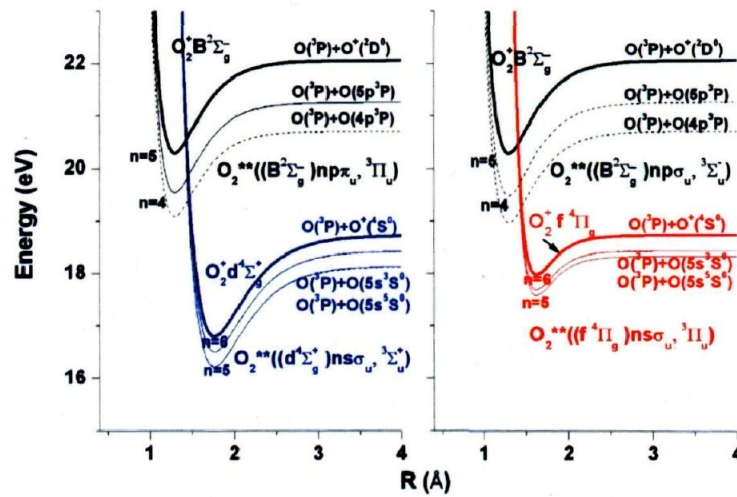 O₂⁺B²Σg⁻
O(³P)+O⁺(²D⁰)
O(³P)+O(5p³P)
O(³P)+O(4p³P)
n=5
n=4
O₂**((B²Σg⁻)npπu, ³Πu)
O(³P)+O⁺(⁴S⁰)
O₂⁺d⁴Σg⁺
O(³P)+O(5s³S⁰)
O(³P)+O(5s⁵S⁰)
n=6
n=5
O₂**((d⁴Σg⁺)nsσu, ³Σu⁺)
O₂⁺B²Σg⁻
O(³P)+O⁺(²D⁰)
O(³P)+O(5p³P)
O(³P)+O(4p³P)
n=5
n=4
O₂**((B²Σg⁻)npσu, ³Σu⁻)
O₂⁺ f ⁴Πg
O(³P)+O⁺(⁴S⁰)
O(³P)+O(5s³S⁰)
O(³P)+O(5s⁵S⁰)
n=6
n=5
O₂**((f ⁴Πg)nsσu, ³Πu)
Energy (eV)
22
20
18
16
1 2 3 4
1 2 3 4
R (Å)